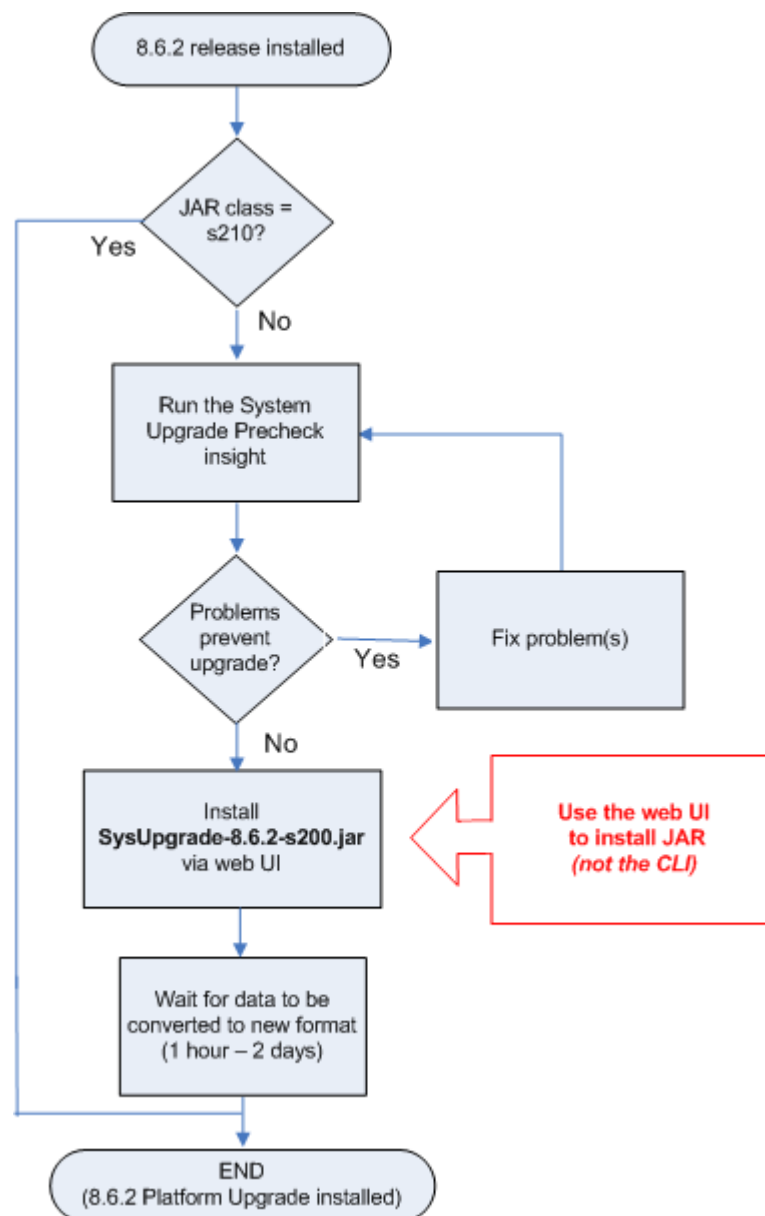 8.6.2 release installed
JAR class =
s210?
Yes
No
Run the System
Upgrade Precheck
insight
Problems
prevent
upgrade?
Yes
Fix problem(s)
No
Install
SysUpgrade-8.6.2-s200.jar
via web UI
Use the web UI
to install JAR
(not the CLI)
Wait for data to be
converted to new format
(1 hour – 2 days)
END
(8.6.2 Platform Upgrade installed)